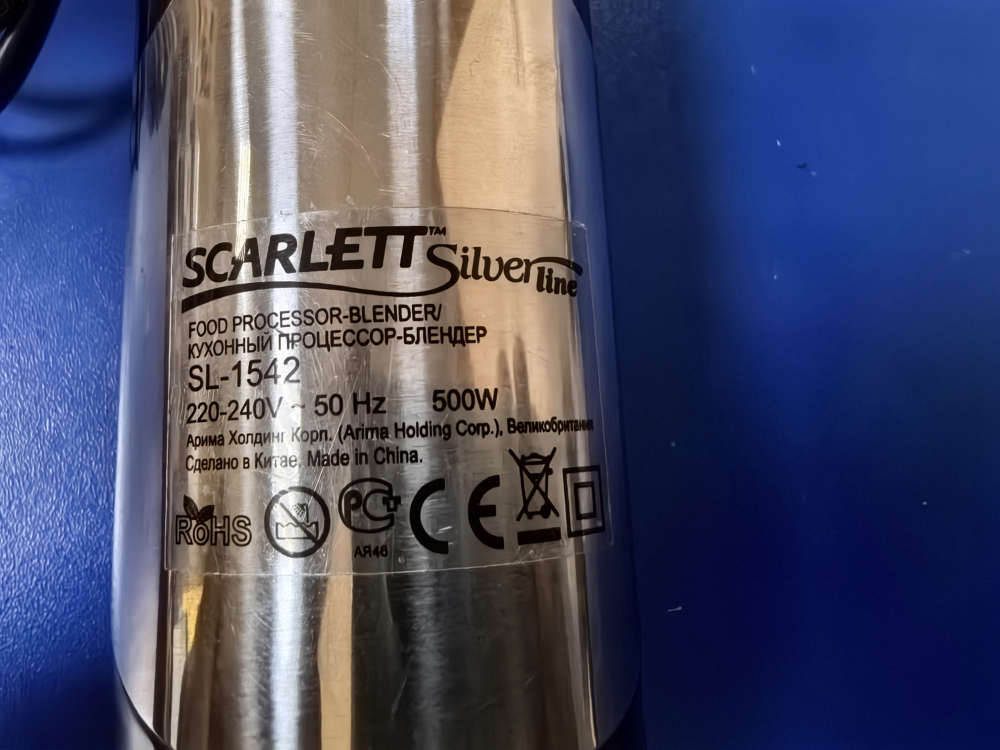 SCARLETT™ Silver line
FOOD PROCESSOR-BLENDER/
КУХОННЫЙ ПРОЦЕССОР-БЛЕНДЕР
SL-1542
220-240V ~ 50 Hz 500W
Арима Холдинг Корп. (Arima Holding Corp.), Великобритания
Сделано в Китае. Made in China.
RoHS РСТ CE
АЯ46